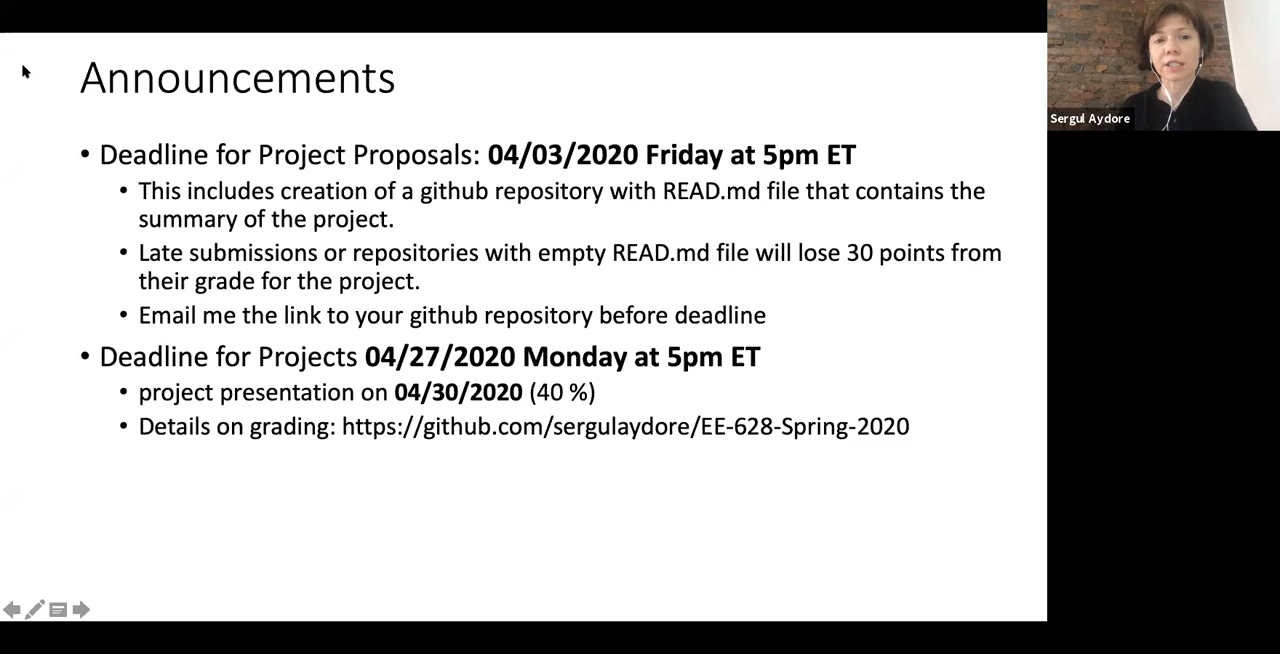 Announcements
• Deadline for Project Proposals: 04/03/2020 Friday at 5pm ET
• This includes creation of a github repository with READ.md file that contains the
summary of the project.
• Late submissions or repositories with empty READ.md file will lose 30 points from
their grade for the project.
• Email me the link to your github repository before deadline
• Deadline for Projects 04/27/2020 Monday at 5pm ET
• project presentation on 04/30/2020 (40 %)
• Details on grading: https://github.com/sergulaydore/EE-628-Spring-2020
Sergul Aydore